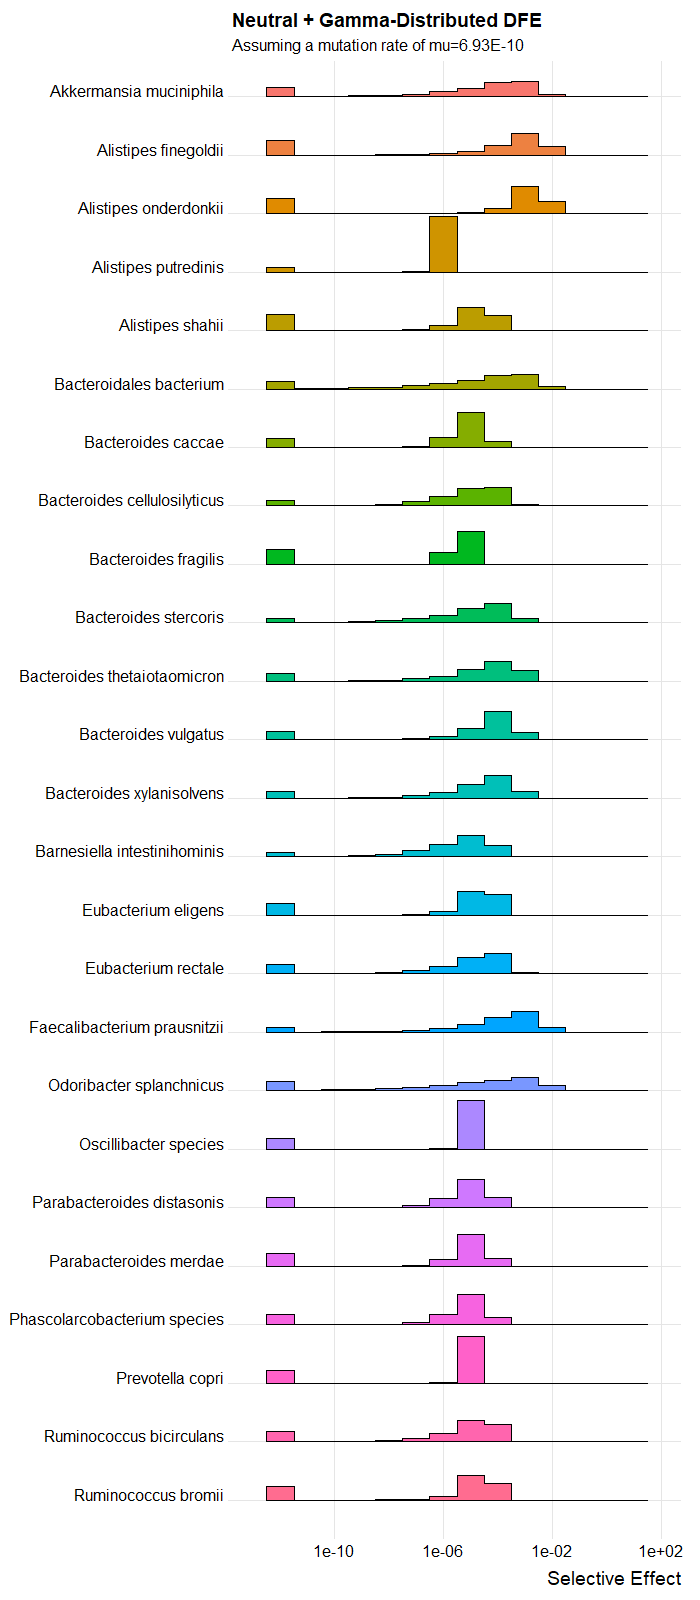 Neutral + Gamma-Distributed DFE
Assuming a mutation rate of mu=6.93E-10
Akkermansia muciniphila
Alistipes finegoldii
Alistipes onderdonkii
Alistipes putredinis
Alistipes shahii
Bacteroidales bacterium
Bacteroides caccae
Bacteroides cellulosilyticus
Bacteroides fragilis
Bacteroides stercoris
Bacteroides thetaiotaomicron
Bacteroides vulgatus
Bacteroides xylanisolvens
Barnesiella intestinihominis
Eubacterium eligens
Eubacterium rectale
Faecalibacterium prausnitzii
Odoribacter splanchnicus
Oscillibacter species
Parabacteroides distasonis
Parabacteroides merdae
Phascolarcobacterium species
Prevotella copri
Ruminococcus bicirculans
Ruminococcus bromii
1e-10 1e-06 1e-02 1e+02
Selective Effect